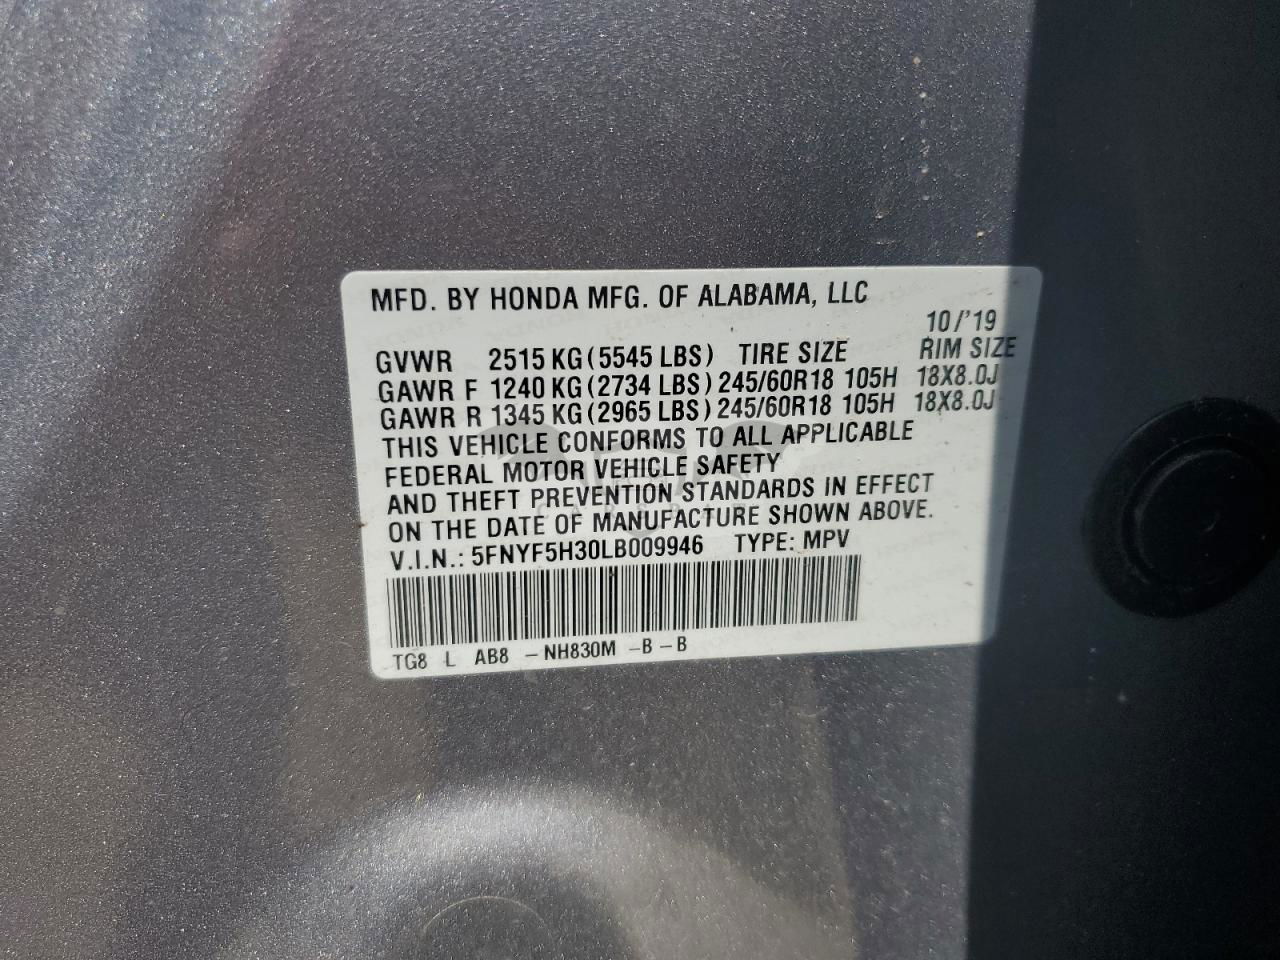 MFD. BY HONDA MFG. OF ALABAMA, LLC
10/'19
GVWR 2515 KG (5545 LBS) TIRE SIZE RIM SIZE
GAWR F 1240 KG (2734 LBS) 245/60R18 105H 18X8.0J
GAWR R 1345 KG (2965 LBS) 245/60R18 105H 18X8.0J
THIS VEHICLE CONFORMS TO ALL APPLICABLE
FEDERAL MOTOR VEHICLE SAFETY
AND THEFT PREVENTION STANDARDS IN EFFECT
ON THE DATE OF MANUFACTURE SHOWN ABOVE.
V.I.N.: 5FNYF5H30LB009946 TYPE: MPV
TG8 L AB8 - NH830M - B - B